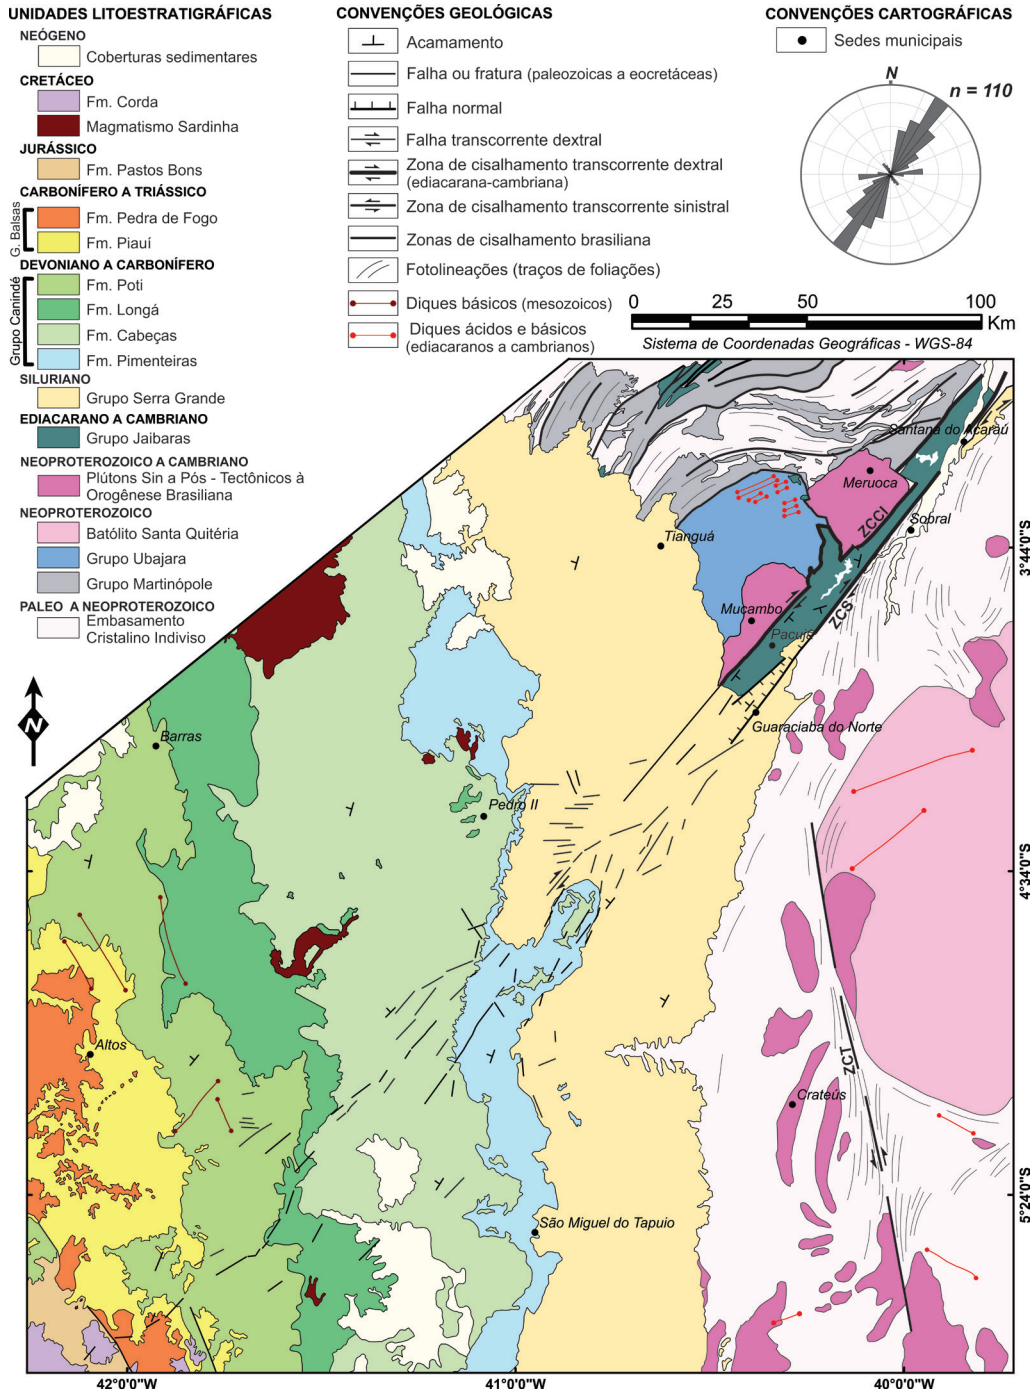 UNIDADES LITOESTRATIGRÁFICAS
NEÓGENO
Coberturas sedimentares
CRETÁCEO
Fm. Corda
Magmatismo Sardinha
JURÁSSICO
Fm. Pastos Bons
CARBONÍFERO A TRIÁSSICO
G. Balsas
Fm. Pedra de Fogo
Fm. Piauí
DEVONIANO A CARBONÍFERO
Grupo Canindé
Fm. Poti
Fm. Longá
Fm. Cabeças
Fm. Pimenteiras
SILURIANO
Grupo Serra Grande
EDIACARANO A CAMBRIANO
Grupo Jaibaras
NEOPROTEROZOICO A CAMBRIANO
Plútons Sin a Pós - Tectônicos à
Orogênese Brasiliana
NEOPROTEROZOICO
Batólito Santa Quitéria
Grupo Ubajara
Grupo Martinópole
PALEO A NEOPROTEROZOICO
Embasamento
Cristalino Indiviso
CONVENÇÕES GEOLÓGICAS
Acamamento
Falha ou fratura (paleozoicas a eocretáceas)
Falha normal
Falha transcorrente dextral
Zona de cisalhamento transcorrente dextral
(ediacarana-cambriana)
Zona de cisalhamento transcorrente sinistral
Zonas de cisalhamento brasiliana
Fotolineações (traços de foliações)
Diques básicos (mesozoicos)
Diques ácidos e básicos
(ediacaranos a cambrianos)
CONVENÇÕES CARTOGRÁFICAS
Sedes municipais
N
n = 110
0 25 50 100
Km
Sistema de Coordenadas Geográficas - WGS-84
N
Santana do Acaraú
Meruoca
ZCCI
Sobral
Tianguá
Mucambo
ZCS
Pacujá
Guaraciaba do Norte
Barras
Pedro II
Altos
ZCT
Crateús
São Miguel do Tapuio
3°44'0"S
4°34'0"S
5°24'0"S
42°0'0"W
41°0'0"W
40°0'0"W